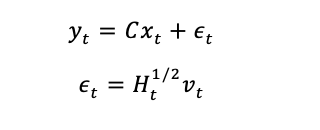 y_t = Cx_t + ϵ_t
ϵ_t = H_t^{1/2} v_t